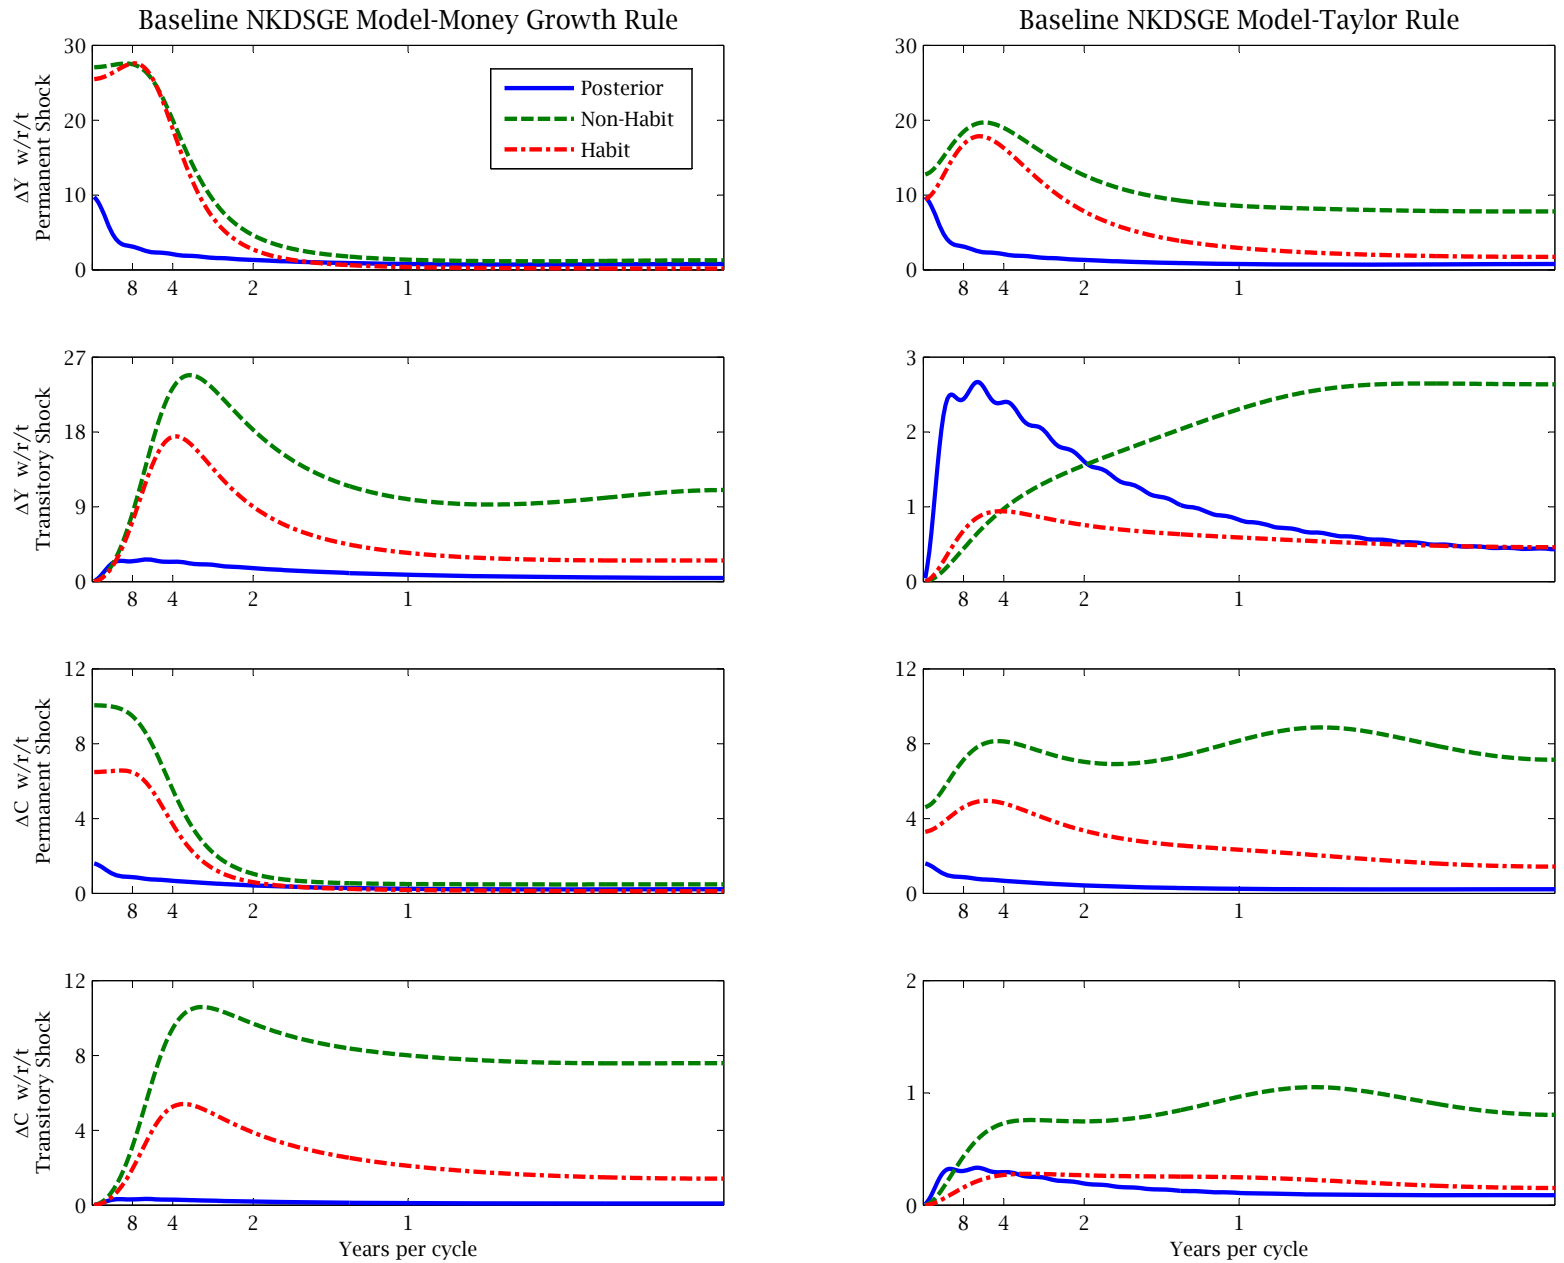 Baseline NKDSGE Model-Money Growth Rule
ΔY w/r/t
Permanent Shock
30
20
10
0
8 4 2 1
Posterior
Non-Habit
Habit
Baseline NKDSGE Model-Taylor Rule
30
20
10
0
8 4 2 1
ΔY w/r/t
Transitory Shock
27
18
9
0
8 4 2 1
3
2
1
0
8 4 2 1
ΔC w/r/t
Permanent Shock
12
8
4
0
8 4 2 1
12
8
4
0
8 4 2 1
ΔC w/r/t
Transitory Shock
12
8
4
0
8 4 2 1
Years per cycle
2
1
0
8 4 2 1
Years per cycle